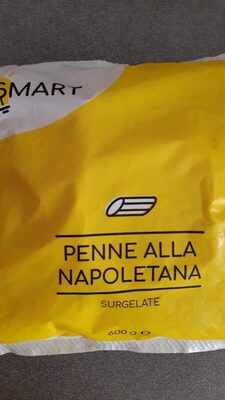 SMART
PENNE ALLA
NAPOLETANA
SURGELATE
600 g e